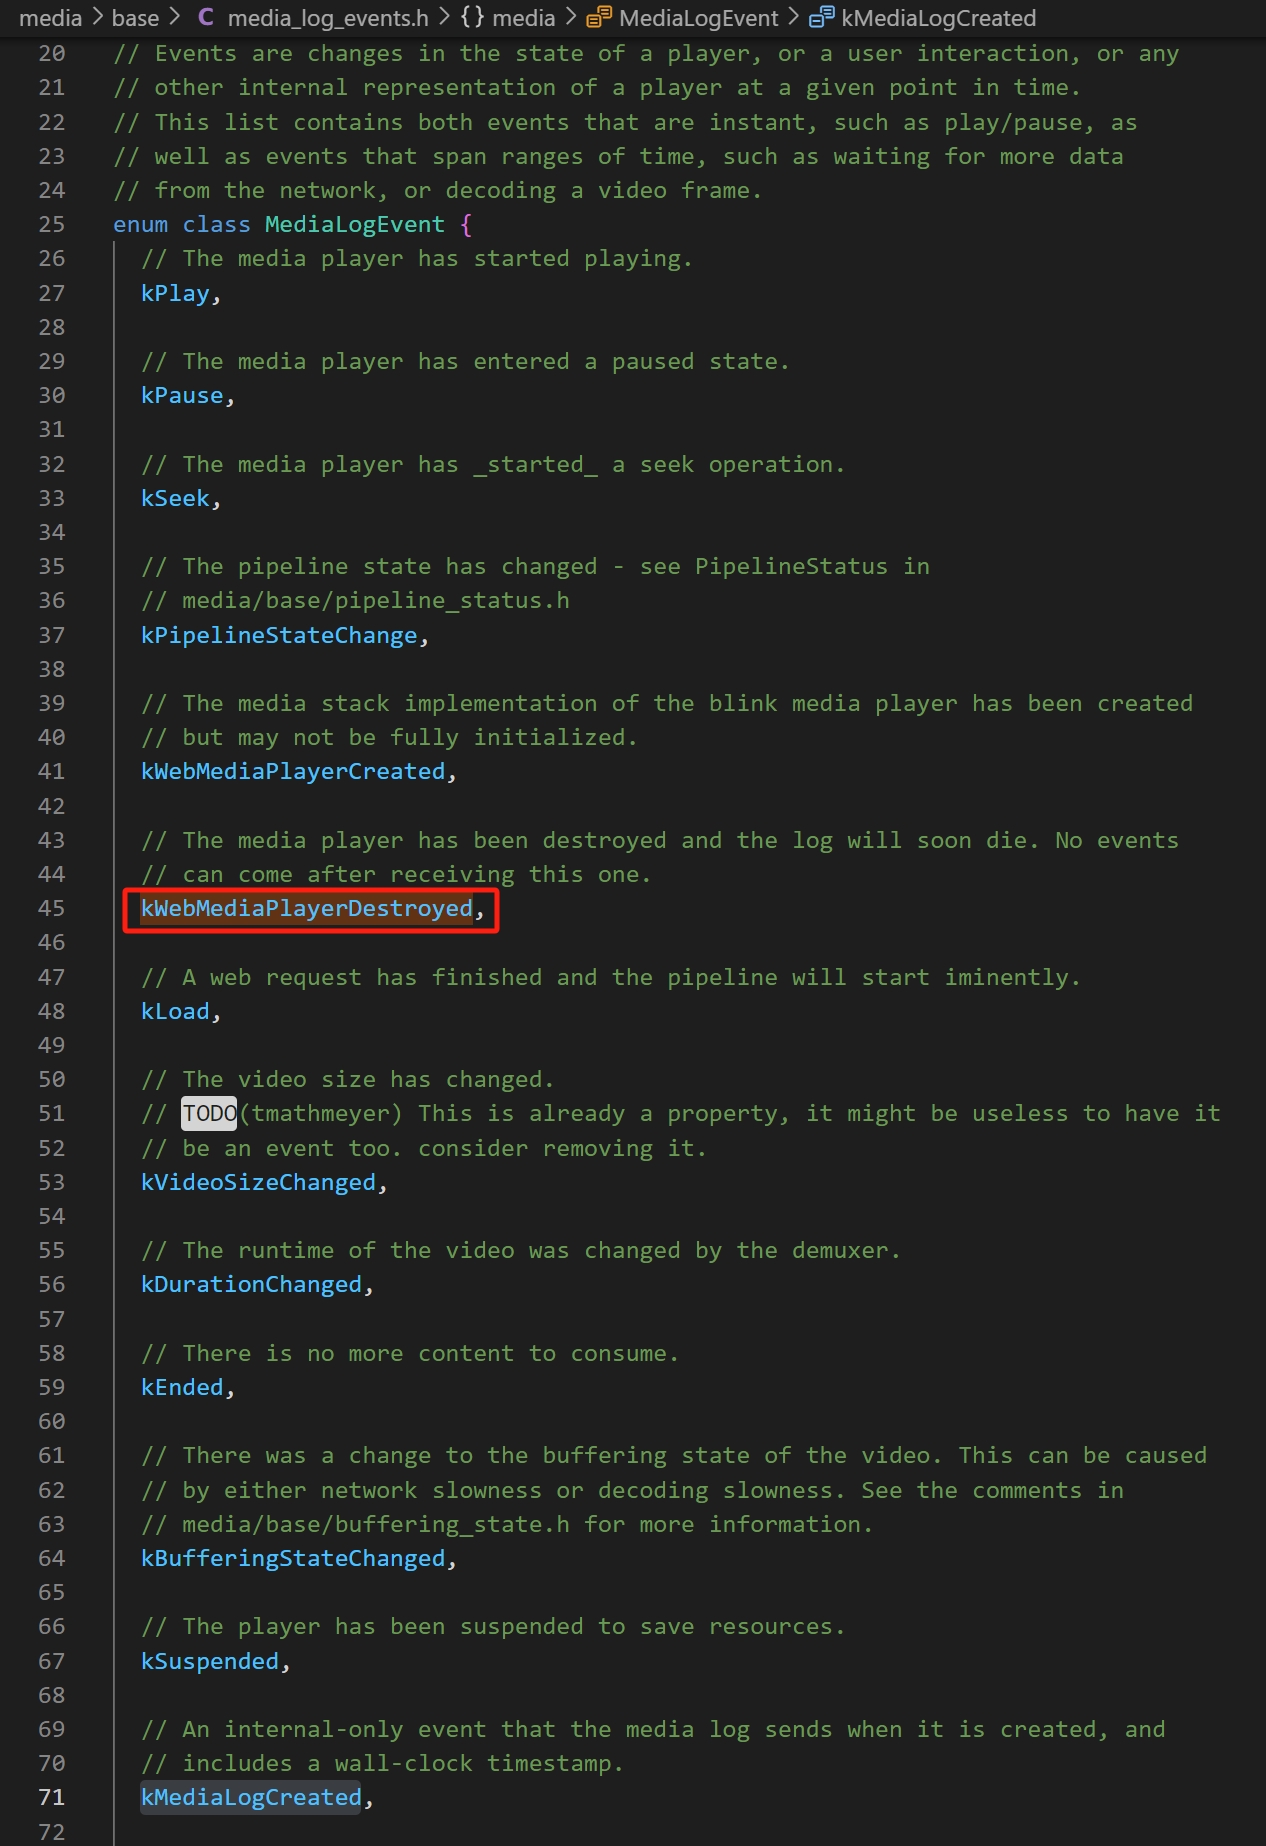 media > base > C media_log_events.h > {} media > MediaLogEvent > kMediaLogCreated
20 // Events are changes in the state of a player, or a user interaction, or any
21 // other internal representation of a player at a given point in time.
22 // This list contains both events that are instant, such as play/pause, as
23 // well as events that span ranges of time, such as waiting for more data
24 // from the network, or decoding a video frame.
25 enum class MediaLogEvent {
26 // The media player has started playing.
27 kPlay,
28
29 // The media player has entered a paused state.
30 kPause,
31
32 // The media player has _started_ a seek operation.
33 kSeek,
34
35 // The pipeline state has changed - see PipelineStatus in
36 // media/base/pipeline_status.h
37 kPipelineStateChange,
38
39 // The media stack implementation of the blink media player has been created
40 // but may not be fully initialized.
41 kWebMediaPlayerCreated,
42
43 // The media player has been destroyed and the log will soon die. No events
44 // can come after receiving this one.
45 kWebMediaPlayerDestroyed,
46
47 // A web request has finished and the pipeline will start iminently.
48 kLoad,
49
50 // The video size has changed.
51 // TODO(tmathmeyer) This is already a property, it might be useless to have it
52 // be an event too. consider removing it.
53 kVideoSizeChanged,
54
55 // The runtime of the video was changed by the demuxer.
56 kDurationChanged,
57
58 // There is no more content to consume.
59 kEnded,
60
61 // There was a change to the buffering state of the video. This can be caused
62 // by either network slowness or decoding slowness. See the comments in
63 // media/base/buffering_state.h for more information.
64 kBufferingStateChanged,
65
66 // The player has been suspended to save resources.
67 kSuspended,
68
69 // An internal-only event that the media log sends when it is created, and
70 // includes a wall-clock timestamp.
71 kMediaLogCreated,
72